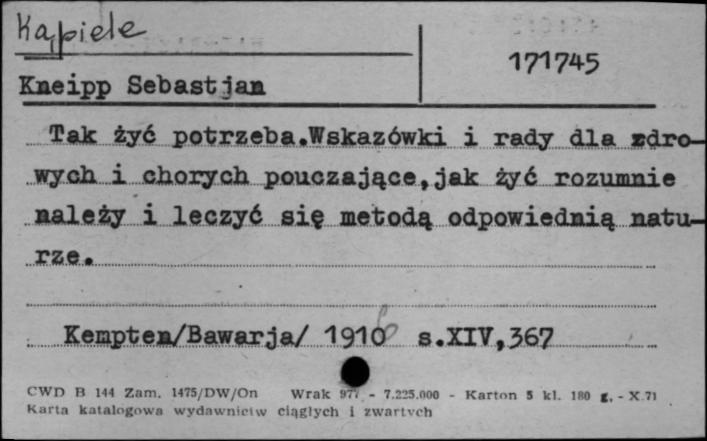 Kąpiele
171745
Kneipp Sebastjan
Tak żyć potrzeba.Wskazówki i rady dla zdro-
wych i chorych pouczające,jak żyć rozumnie
należy i leczyć się metodą odpowiednią natu-
rze.
Kempten/Bawarja/ 1910 s.XIV,367
CWD B 144 Zam. 1475/DW/On Wrak 977 - 7.225.000 - Karton 5 kl. 180 g. - X.71
Karta katalogowa wydawnictw ciągłych i zwartych